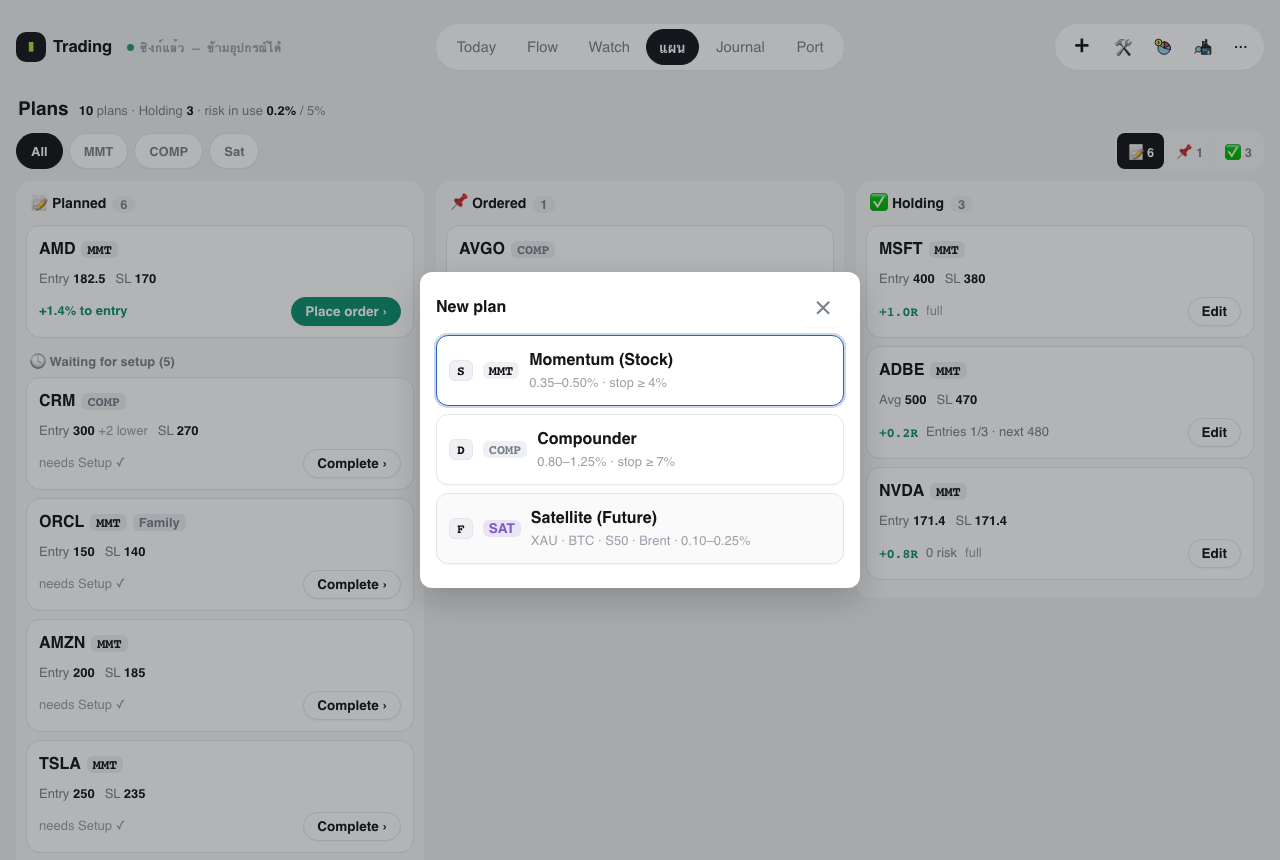 Trading ซิงก์แล้ว — ข้ามอุปกรณ์ได้
Today Flow Watch แผน Journal Port
Plans 10 plans · Holding 3 · risk in use 0.2% / 5%
All MMT COMP Sat
6 1 3
Planned 6
AMD MMT
Entry 182.5 SL 170
+1.4% to entry Place order ›
Waiting for setup (5)
CRM COMP
Entry 300 +2 lower SL 270
needs Setup ✓ Complete ›
ORCL MMT Family
Entry 150 SL 140
needs Setup ✓ Complete ›
AMZN MMT
Entry 200 SL 185
needs Setup ✓ Complete ›
TSLA MMT
Entry 250 SL 235
needs Setup ✓ Complete ›
Ordered 1
AVGO COMP
New plan
S MMT Momentum (Stock)
0.35–0.50% · stop ≥ 4%
D COMP Compounder
0.80–1.25% · stop ≥ 7%
F SAT Satellite (Future)
XAU · BTC · S50 · Brent · 0.10–0.25%
Holding 3
MSFT MMT
Entry 400 SL 380
+1.0R full Edit
ADBE MMT
Avg 500 SL 470
+0.2R Entries 1/3 · next 480 Edit
NVDA MMT
Entry 171.4 SL 171.4
+0.8R 0 risk full Edit